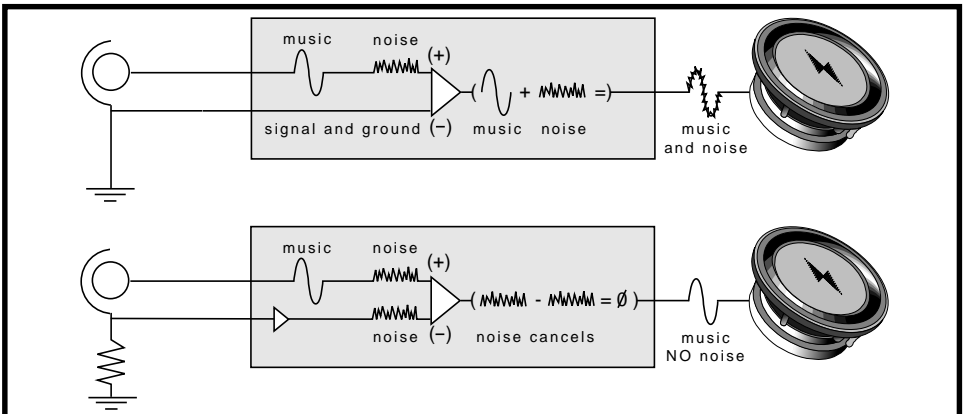 music noise
(+)
( + =)
signal and ground (–) music noise
music
and noise
music noise
(+)
( - = Ø )
noise (–) noise cancels
music
NO noise